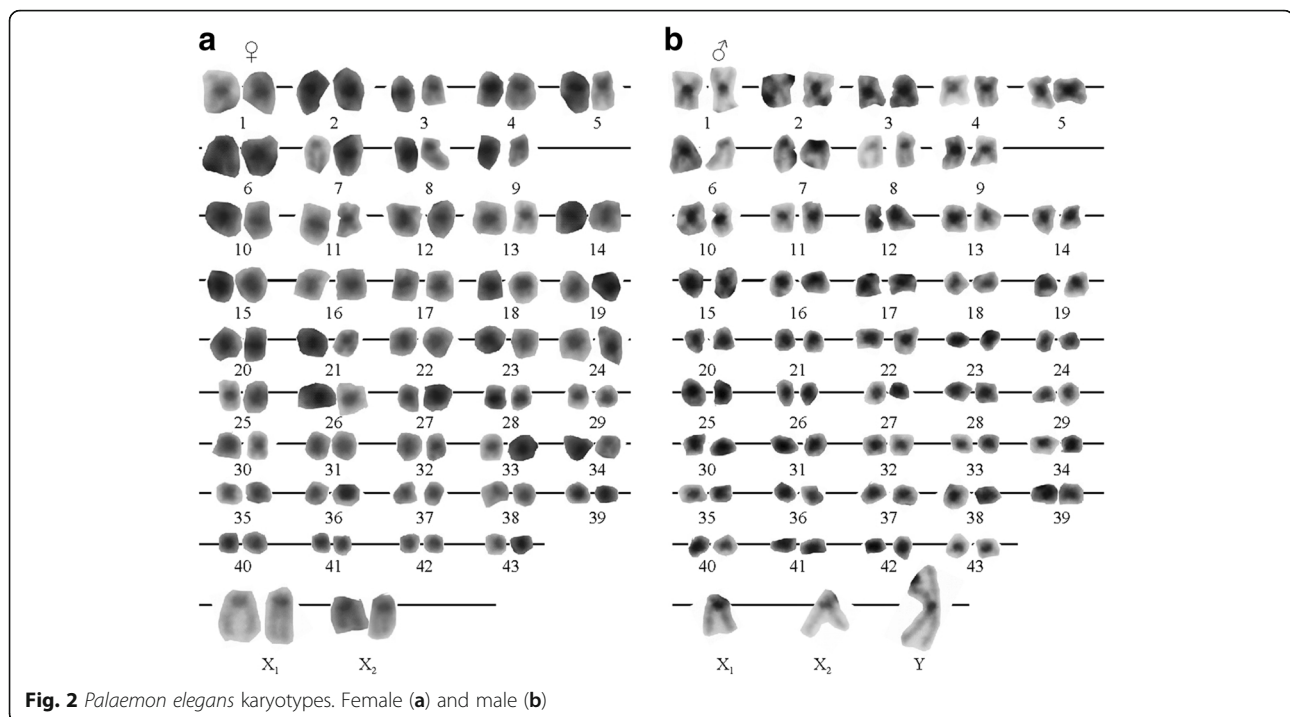 a b
♀ ♂
1 2 3 4 5 1 2 3 4 5
6 7 8 9 6 7 8 9
10 11 12 13 14 10 11 12 13 14
15 16 17 18 19 15 16 17 18 19
20 21 22 23 24 20 21 22 23 24
25 26 27 28 29 25 26 27 28 29
30 31 32 33 34 30 31 32 33 34
35 36 37 38 39 35 36 37 38 39
40 41 42 43 40 41 42 43
X₁ X₂ X₁ X₂ Y
Fig. 2 Palaemon elegans karyotypes. Female (a) and male (b)